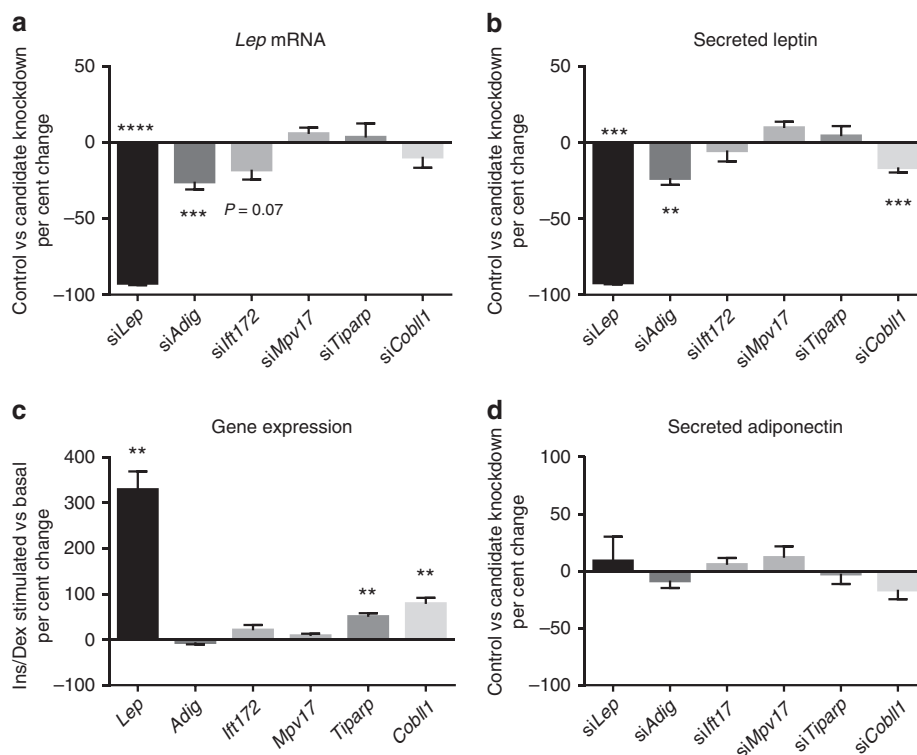 a
Lep mRNA
Control vs candidate knockdown
per cent change
50
0
−50
−100
****
***
P = 0.07
siLep
siAdig
siIft172
siMpv17
siTiparp
siCobll1
b
Secreted leptin
Control vs candidate knockdown
per cent change
50
0
−50
−100
***
**
***
siLep
siAdig
siIft172
siMpv17
siTiparp
siCobll1
c
Gene expression
Ins/Dex stimulated vs basal
per cent change
400
300
200
100
0
−100
**
**
**
Lep
Adig
Ift172
Mpv17
Tiparp
Cobll1
d
Secreted adiponectin
Control vs candidate knockdown
per cent change
100
50
0
−50
−100
siLep
siAdig
siIft17
siMpv17
siTiparp
siCobll1